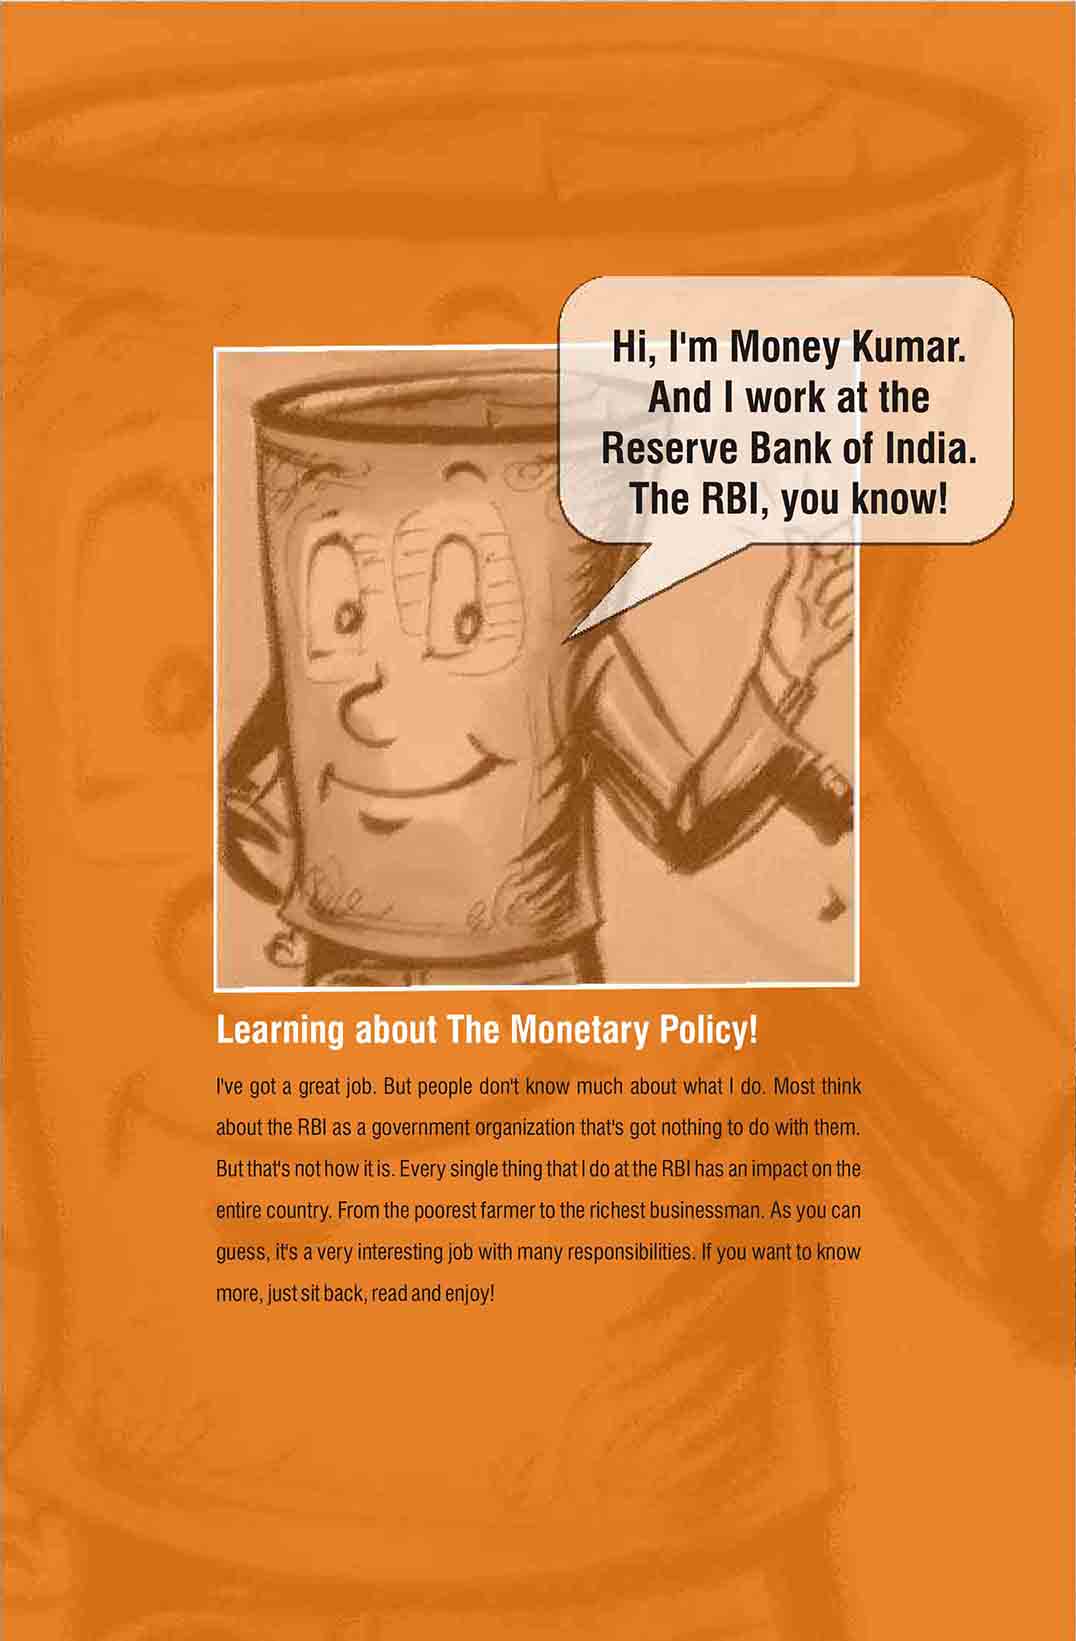 Hi, I'm Money Kumar.
And I work at the
Reserve Bank of India.
The RBI, you know!
Learning about The Monetary Policy!
I've got a great job. But people don't know much about what I do. Most think
about the RBI as a government organization that's got nothing to do with them.
But that's not how it is. Every single thing that I do at the RBI has an impact on the
entire country. From the poorest farmer to the richest businessman. As you can
guess, it's a very interesting job with many responsibilities. If you want to know
more, just sit back, read and enjoy!